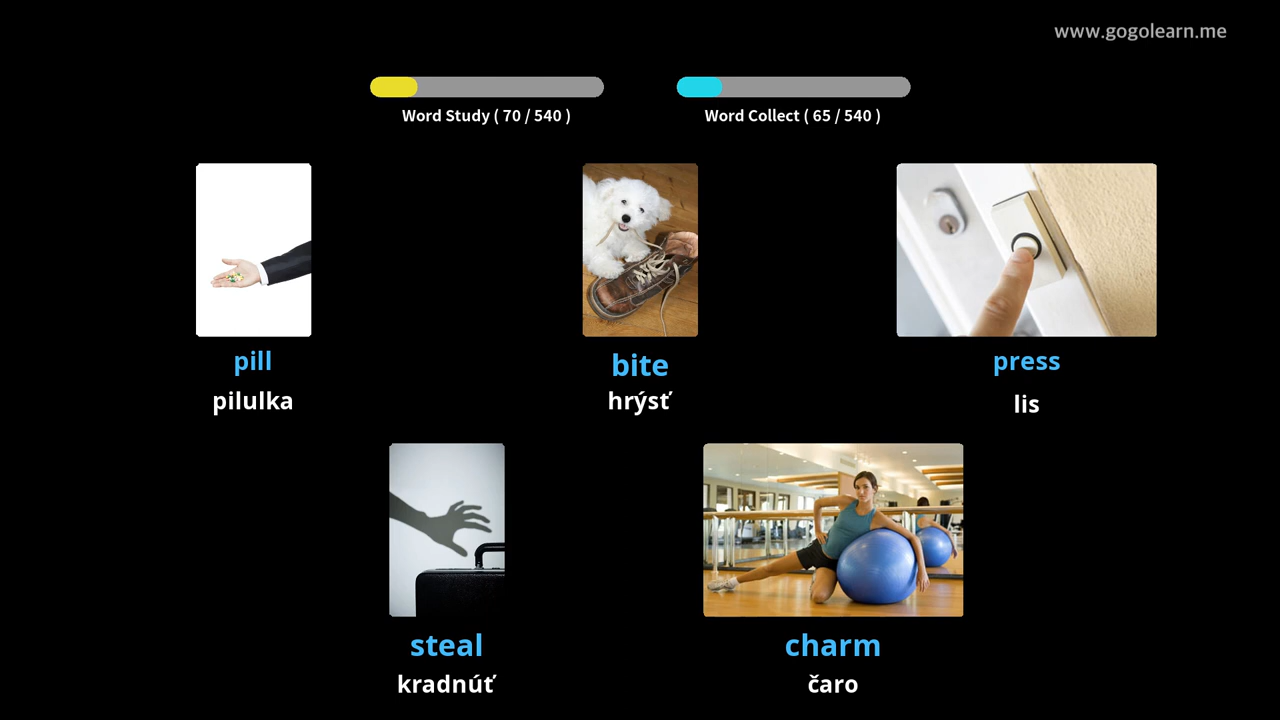 www.gogolearn.me
Word Study ( 70 / 540 )
Word Collect ( 65 / 540 )
pill
bite
press
pilulka
hrýsť
lis
steal
charm
kradnúť
čaro